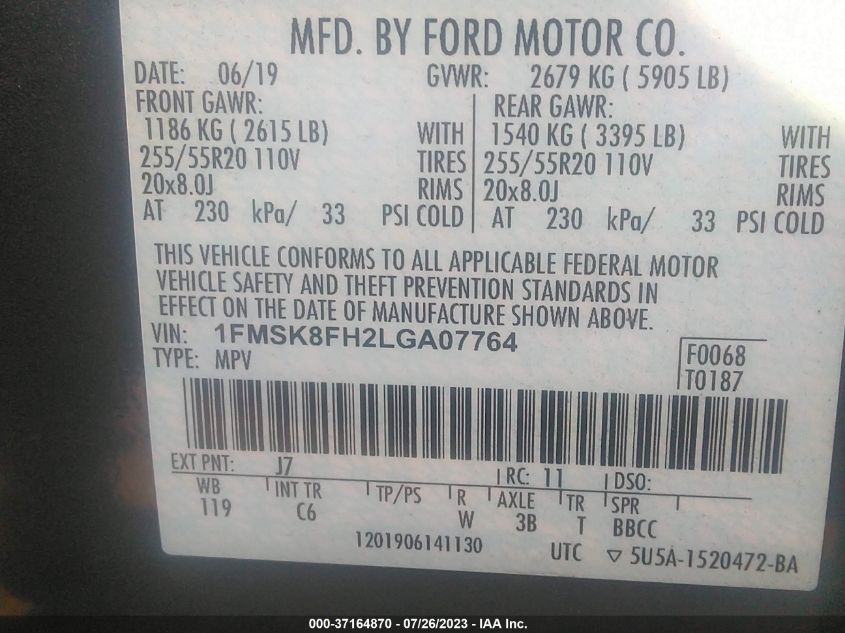 MFD. BY FORD MOTOR CO.
DATE: 06/19 GVWR: 2679 KG ( 5905 LB)
FRONT GAWR: REAR GAWR:
1186 KG ( 2615 LB) WITH 1540 KG ( 3395 LB) WITH
255/55R20 110V TIRES 255/55R20 110V TIRES
20x8.0J RIMS 20x8.0J RIMS
AT 230 kPa/ 33 PSI COLD AT 230 kPa/ 33 PSI COLD
THIS VEHICLE CONFORMS TO ALL APPLICABLE FEDERAL MOTOR
VEHICLE SAFETY AND THEFT PREVENTION STANDARDS IN
EFFECT ON THE DATE OF MANUFACTURE SHOWN ABOVE.
VIN: 1FMSK8FH2LGA07764
TYPE: MPV
F0068
T0187
EXT PNT: J7 RC: 11 DSO:
WB INT TR TP/PS R AXLE TR SPR
119 C6 W 3B T BBCC
1201906141130 UTC ▽ 5U5A-1520472-BA
000-37164870 - 07/26/2023 - IAA Inc.